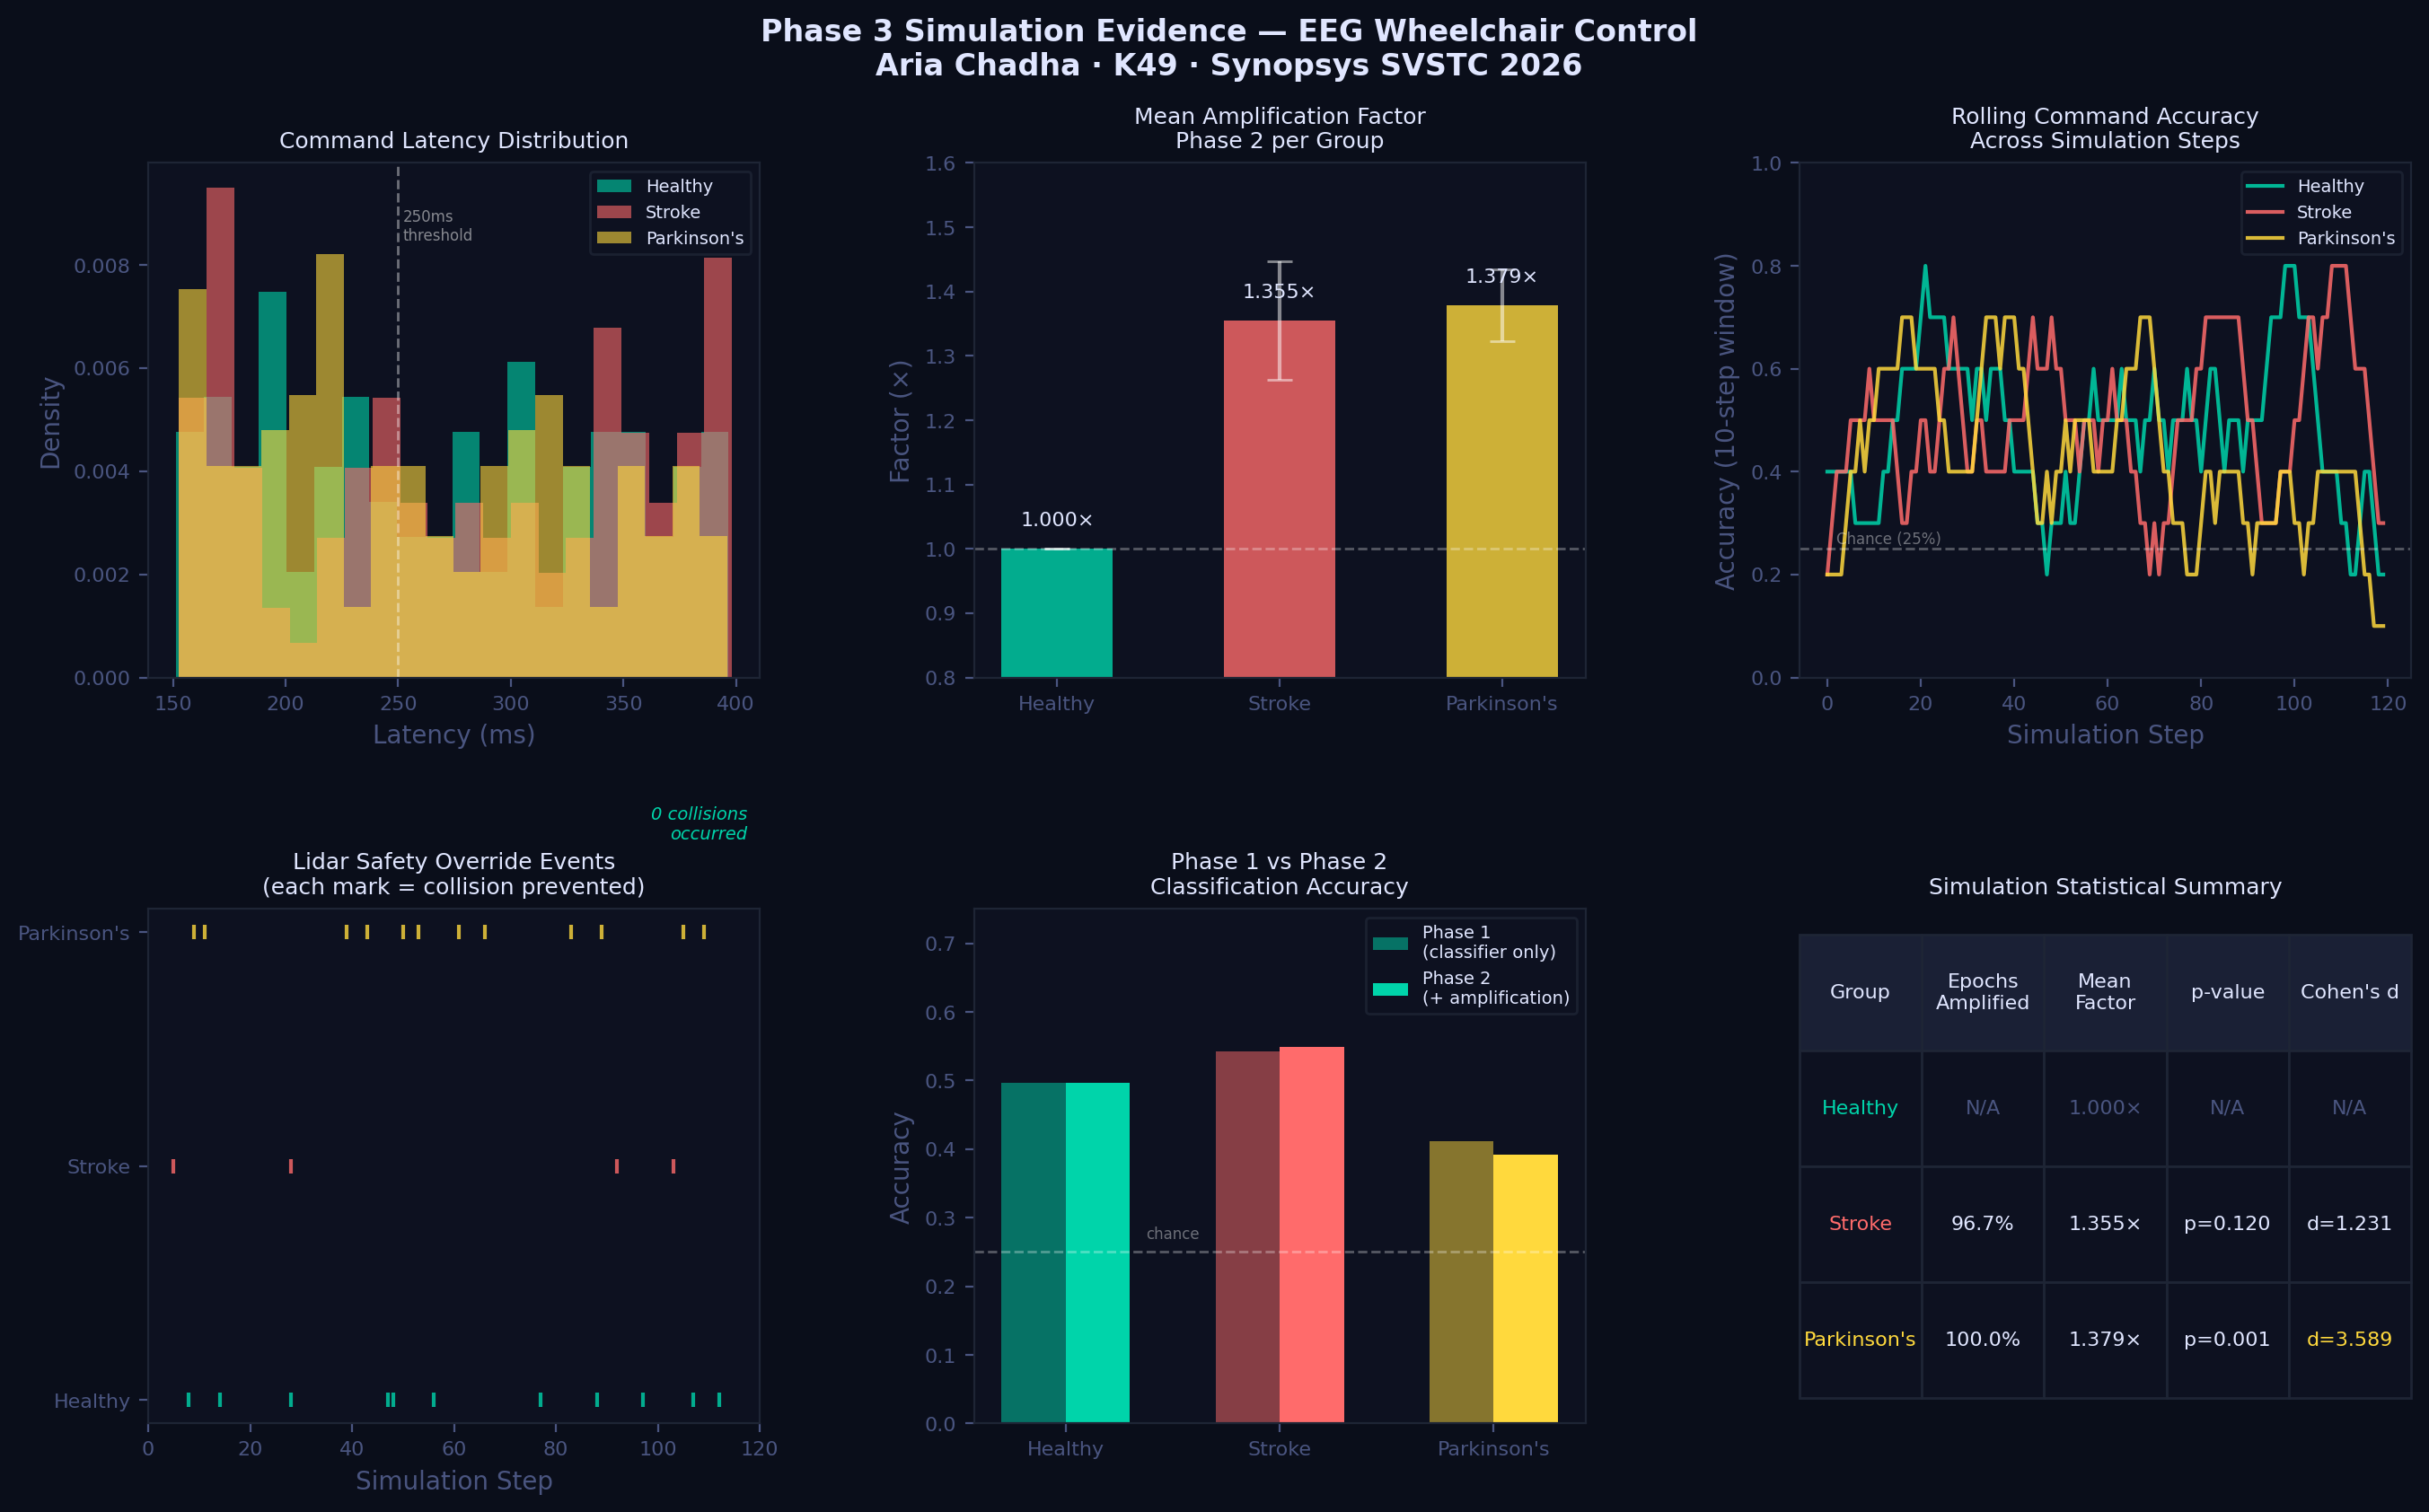 Phase 3 Simulation Evidence — EEG Wheelchair Control
Aria Chadha · K49 · Synopsys SVSTC 2026
Command Latency Distribution
Healthy
Stroke
Parkinson's
250ms
threshold
Density
0.008
0.006
0.004
0.002
0.000
150 200 250 300 350 400
Latency (ms)
Mean Amplification Factor
Phase 2 per Group
Factor (×)
1.6
1.5
1.4
1.3
1.2
1.1
1.0
0.9
0.8
1.000×
1.355×
1.379×
Healthy Stroke Parkinson's
Rolling Command Accuracy
Across Simulation Steps
Healthy
Stroke
Parkinson's
Accuracy (10-step window)
1.0
0.8
0.6
0.4
0.2
0.0
Chance (25%)
0 20 40 60 80 100 120
Simulation Step
0 collisions
occurred
Lidar Safety Override Events
(each mark = collision prevented)
Parkinson's
Stroke
Healthy
0 20 40 60 80 100 120
Simulation Step
Phase 1 vs Phase 2
Classification Accuracy
Phase 1
(classifier only)
Phase 2
(+ amplification)
Accuracy
0.7
0.6
0.5
0.4
0.3
0.2
0.1
0.0
chance
Healthy Stroke Parkinson's
Simulation Statistical Summary
Group Epochs Amplified Mean Factor p-value Cohen's d
Healthy N/A 1.000× N/A N/A
Stroke 96.7% 1.355× p=0.120 d=1.231
Parkinson's 100.0% 1.379× p=0.001 d=3.589